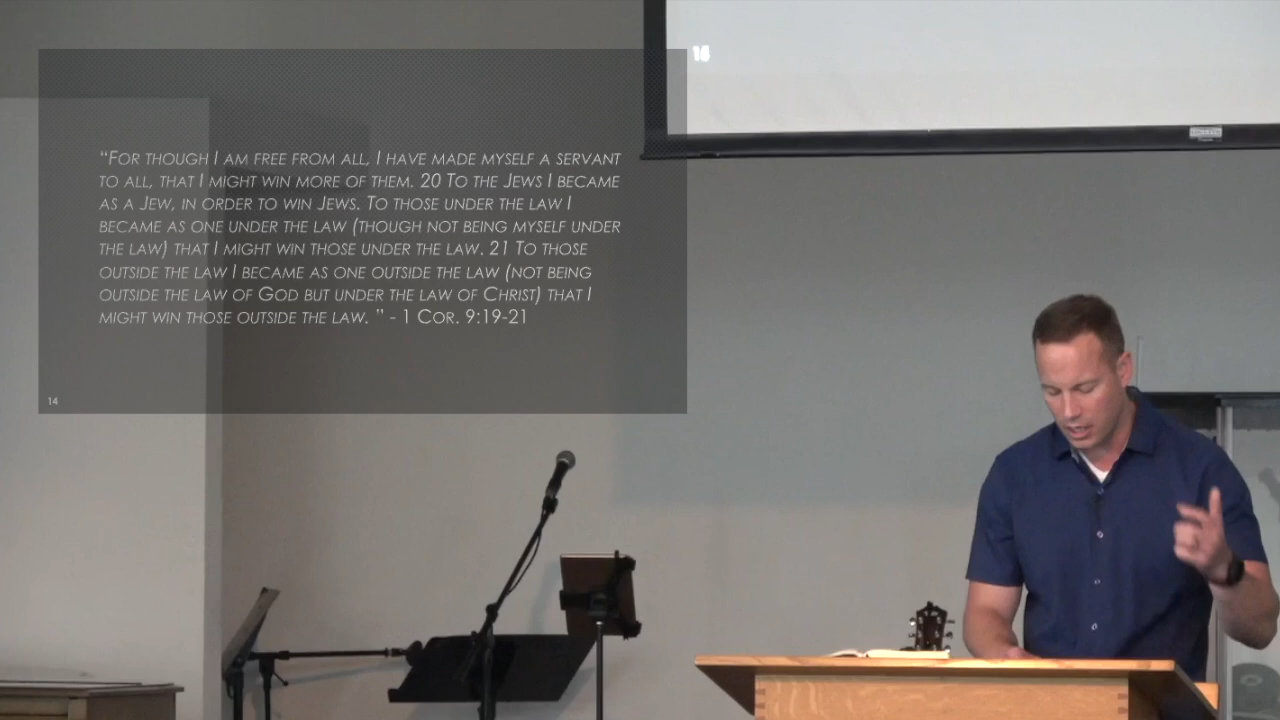 “FOR THOUGH I AM FREE FROM ALL, I HAVE MADE MYSELF A SERVANT
TO ALL, THAT I MIGHT WIN MORE OF THEM. 20 TO THE JEWS I BECAME
AS A JEW, IN ORDER TO WIN JEWS. TO THOSE UNDER THE LAW I
BECAME AS ONE UNDER THE LAW (THOUGH NOT BEING MYSELF UNDER
THE LAW) THAT I MIGHT WIN THOSE UNDER THE LAW. 21 TO THOSE
OUTSIDE THE LAW I BECAME AS ONE OUTSIDE THE LAW (NOT BEING
OUTSIDE THE LAW OF GOD BUT UNDER THE LAW OF CHRIST) THAT I
MIGHT WIN THOSE OUTSIDE THE LAW. ” - 1 COR. 9:19-21
14